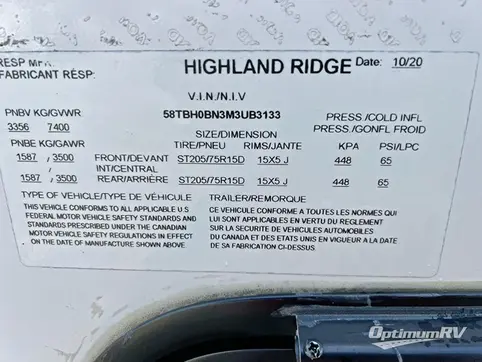 RESP MFR.
FABRICANT RÉSP:
HIGHLAND RIDGE
Date: 10/20
V.I.N./N.I.V
58TBH0BN3M3UB3133
PNBV KG/GVWR
3356 7400
SIZE/DIMENSION
TIRE/PNEU RIMS/JANTE
PRESS/COLD INFL
PRESS/GONFL FROID
PNBE KG/GAWR
KPA PSI/LPC
1587 / 3500 FRONT/DEVANT ST205/75R15D 15X5 J 448 65
INT/CENTRAL
1587 / 3500 REAR/ARRIÈRE ST205/75R15D 15X5 J 448 65
TYPE OF VEHICLE/TYPE DE VÉHICULE
TRAILER/REMORQUE
THIS VEHICLE CONFORMS TO ALL APPLICABLE U.S
FEDERAL MOTOR VEHICLE SAFETY STANDARDS AND
STANDARDS PRESCRIBED UNDER THE CANADIAN
MOTOR VEHICLE SAFETY REGULATIONS IN EFFECT
ON THE DATE OF MANUFACTURE SHOWN ABOVE.
CE VÉHICULE EST CONFORME A TOUTES LES NORMES QUI
LUI SONT APPLICABLES EN VERTU DU REGLEMENT
SUR LA SECURITE DE VEHICULES AUTOMOBILES
DU CANADA ET DES ETATS UNIS EN VIGUEUR A LA DATE DE
SA FABRICATION CI-DESSUS.
OptimumRV